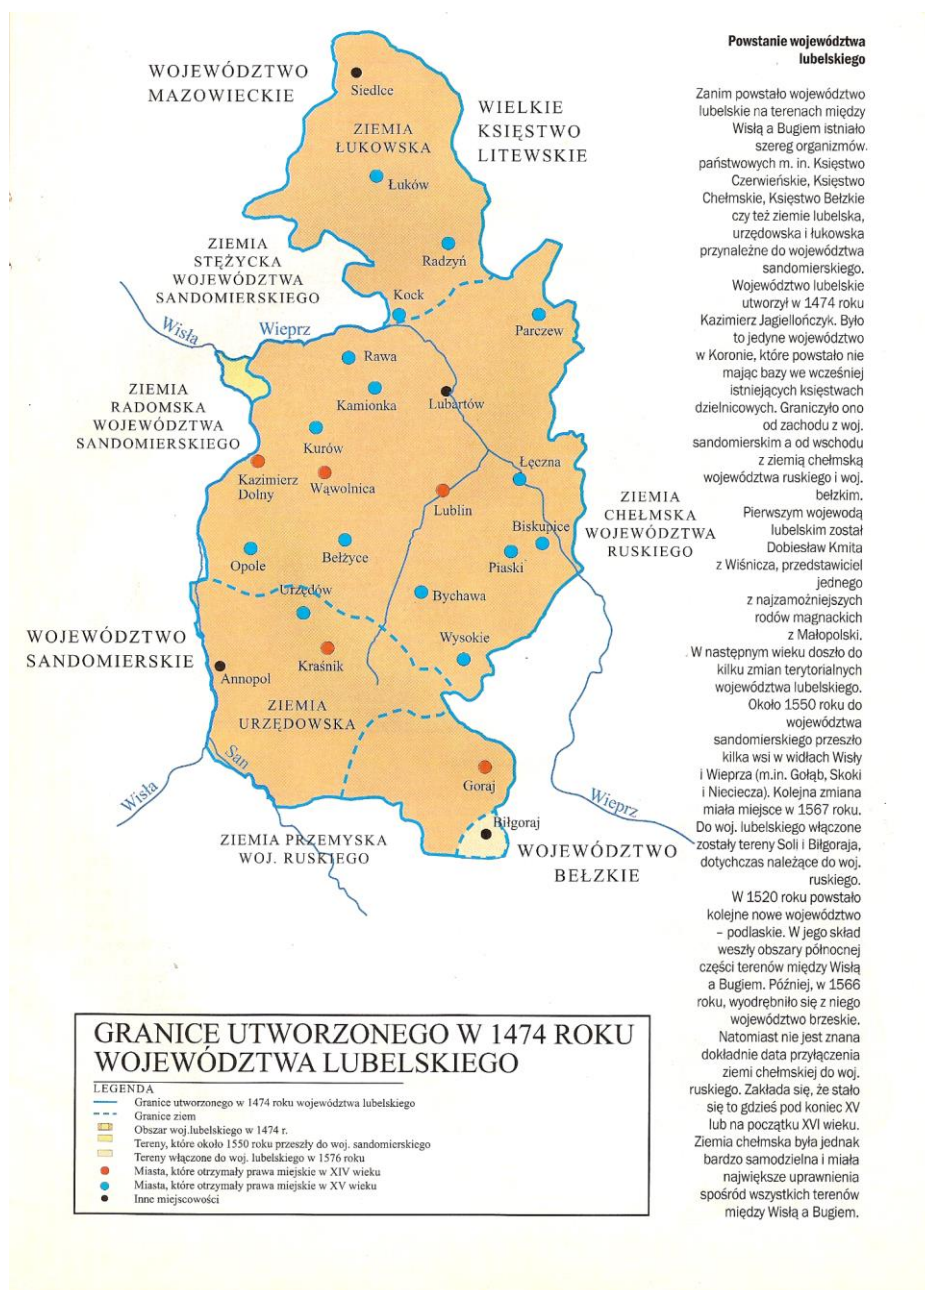 Powstanie województwa
lubelskiego
Zanim powstało województwo
lubelskie na terenach między
Wisłą a Bugiem istniało
szereg organizmów
państwowych m. in. Księstwo
Czerwieńskie, Księstwo
Chełmskie, Księstwo Bełzkie
czy też ziemie lubelska,
urzędowska i łukowska
przynależne do województwa
sandomierskiego.
Województwo lubelskie
utworzył w 1474 roku
Kazimierz Jagiellończyk. Było
to jedyne województwo
w Koronie, które powstało nie
mając bazy we wcześniej
istniejących księstwach
dzielnicowych. Graniczyło ono
od zachodu z woj.
sandomierskim a od wschodu
z ziemią chełmską
województwa ruskiego i woj.
bełzkim.
Pierwszym wojewodą
lubelskim został
Dobiesław Kmita
z Wiśnicza, przedstawiciel
jednego
z najzamożniejszych
rodów magnackich
z Małopolski.
W następnym wieku doszło do
kilku zmian terytorialnych
województwa lubelskiego.
Około 1550 roku do
województwa
sandomierskiego przeszło
kilka wsi w widłach Wisły
i Wieprza (m.in. Gołąb, Skoki
i Nieciecza). Kolejna zmiana
miała miejsce w 1567 roku.
Do woj. lubelskiego włączone
zostały tereny Soli i Biłgoraja,
dotychczas należące do woj.
ruskiego.
W 1520 roku powstało
kolejne nowe województwo
– podlaskie. W jego skład
weszły obszary północnej
części terenów między Wisłą
a Bugiem. Później, w 1566
roku, wyodrębniło się z niego
województwo brzeskie.
Natomiast nie jest znana
dokładnie data przyłączenia
ziemi chełmskiej do woj.
ruskiego. Zakłada się, że stało
się to gdzieś pod koniec XV
lub na początku XVI wieku.
Ziemia chełmska była jednak
bardzo samodzielna i miała
największe uprawnienia
spośród wszystkich terenów
między Wisłą a Bugiem.
WOJEWÓDZTWO
MAZOWIECKIE
Siedlce
WIELKIE
KSIĘSTWO
LITEWSKIE
ZIEMIA
ŁUKOWSKA
Łuków
ZIEMIA
STĘŻYCKA
WOJEWÓDZTWA
SANDOMIERSKIEGO
Radzyń
Kock
Wisła
Wieprz
Parczew
Rawa
ZIEMIA
RADOMSKA
WOJEWÓDZTWA
SANDOMIERSKIEGO
Kamionka
Lubartów
Kurów
Łęczna
Kazimierz
Dolny
Wąwolnica
Lublin
ZIEMIA
CHEŁMSKA
WOJEWÓDZTWA
RUSKIEGO
Biskupice
Opole
Bełżyce
Piaski
Urzędów
Bychawa
WOJEWÓDZTWO
SANDOMIERSKIE
Wysokie
Kraśnik
Annopol
ZIEMIA
URZĘDOWSKA
San
Goraj
Wisła
Wieprz
Biłgoraj
ZIEMIA PRZEMYSKA
WOJ. RUSKIEGO
WOJEWÓDZTWO
BEŁZKIE
GRANICE UTWORZONEGO W 1474 ROKU
WOJEWÓDZTWA LUBELSKIEGO
LEGENDA
Granice utworzonego w 1474 roku województwa lubelskiego
Granice ziem
Obszar woj.lubelskiego w 1474 r.
Tereny, które około 1550 roku przeszły do woj. sandomierskiego
Tereny włączone do woj. lubelskiego w 1576 roku
Miasta, które otrzymały prawa miejskie w XIV wieku
Miasta, które otrzymały prawa miejskie w XV wieku
Inne miejscowości